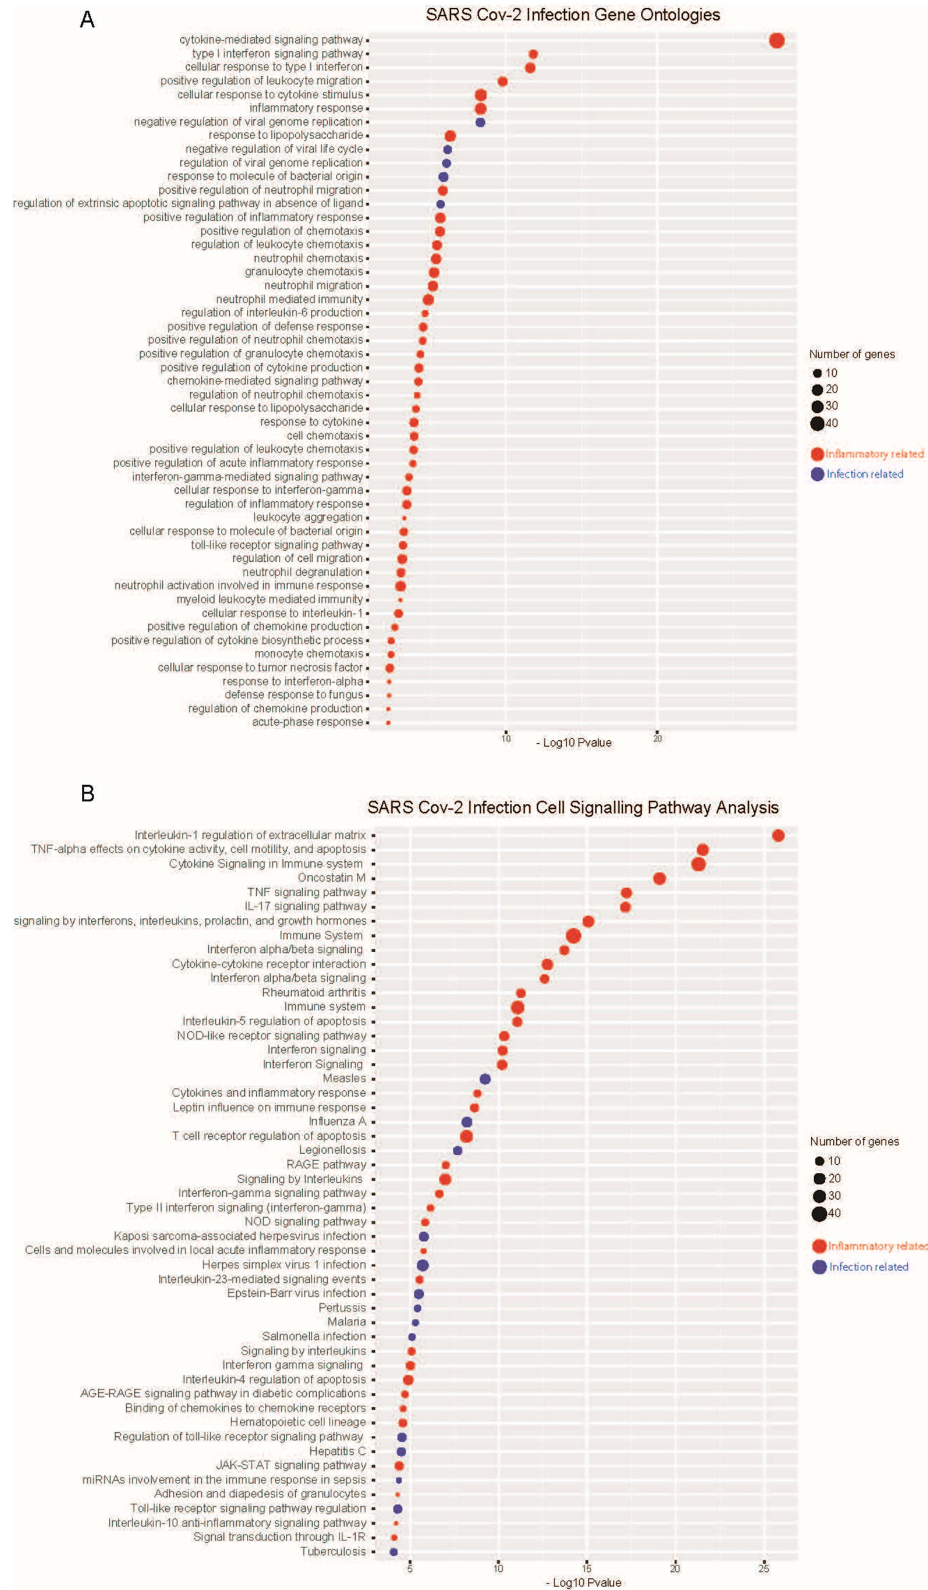 A
SARS Cov-2 Infection Gene Ontologies
cytokine-mediated signaling pathway
type I interferon signaling pathway
cellular response to type I interferon
positive regulation of leukocyte migration
cellular response to cytokine stimulus
inflammatory response
negative regulation of viral genome replication
response to lipopolysaccharide
negative regulation of viral life cycle
regulation of viral genome replication
response to molecule of bacterial origin
positive regulation of neutrophil migration
regulation of extrinsic apoptotic signaling pathway in absence of ligand
positive regulation of inflammatory response
positive regulation of chemotaxis
regulation of leukocyte chemotaxis
neutrophil chemotaxis
granulocyte chemotaxis
neutrophil migration
neutrophil mediated immunity
regulation of interleukin-6 production
positive regulation of defense response
positive regulation of neutrophil chemotaxis
positive regulation of granulocyte chemotaxis
positive regulation of cytokine production
chemokine-mediated signaling pathway
regulation of neutrophil chemotaxis
cellular response to lipopolysaccharide
response to cytokine
cell chemotaxis
positive regulation of leukocyte chemotaxis
positive regulation of acute inflammatory response
interferon-gamma-mediated signaling pathway
cellular response to interferon-gamma
regulation of inflammatory response
leukocyte aggregation
cellular response to molecule of bacterial origin
toll-like receptor signaling pathway
regulation of cell migration
neutrophil degranulation
neutrophil activation involved in immune response
myeloid leukocyte mediated immunity
cellular response to interleukin-1
positive regulation of chemokine production
positive regulation of cytokine biosynthetic process
monocyte chemotaxis
cellular response to tumor necrosis factor
response to interferon-alpha
defense response to fungus
regulation of chemokine production
acute-phase response
10 20
- Log10 Pvalue
Number of genes
10
20
30
40
Inflammatory related
Infection related
B
SARS Cov-2 Infection Cell Signalling Pathway Analysis
Interleukin-1 regulation of extracellular matrix
TNF-alpha effects on cytokine activity, cell motility, and apoptosis
Cytokine Signaling in Immune system
Oncostatin M
TNF signaling pathway
IL-17 signaling pathway
signaling by interferons, interleukins, prolactin, and growth hormones
Immune System
Interferon alpha/beta signaling
Cytokine-cytokine receptor interaction
Interferon alpha/beta signaling
Rheumatoid arthritis
Immune system
Interleukin-5 regulation of apoptosis
NOD-like receptor signaling pathway
Interferon signaling
Interferon Signaling
Measles
Cytokines and inflammatory response
Leptin influence on immune response
Influenza A
T cell receptor regulation of apoptosis
Legionellosis
RAGE pathway
Signaling by Interleukins
Interferon-gamma signaling pathway
Type II interferon signaling (interferon-gamma)
NOD signaling pathway
Kaposi sarcoma-associated herpesvirus infection
Cells and molecules involved in local acute inflammatory response
Herpes simplex virus 1 infection
Interleukin-23-mediated signaling events
Epstein-Barr virus infection
Pertussis
Malaria
Salmonella infection
Signaling by interleukins
Interferon gamma signaling
Interleukin-4 regulation of apoptosis
AGE-RAGE signaling pathway in diabetic complications
Binding of chemokines to chemokine receptors
Hematopoietic cell lineage
Regulation of toll-like receptor signaling pathway
Hepatitis C
JAK-STAT signaling pathway
miRNAs involvement in the immune response in sepsis
Adhesion and diapedesis of granulocytes
Toll-like receptor signaling pathway regulation
Interleukin-10 anti-inflammatory signaling pathway
Signal transduction through IL-1R
Tuberculosis
5 10 15 20 25
- Log10 Pvalue
Number of genes
10
20
30
40
Inflammatory related
Infection related